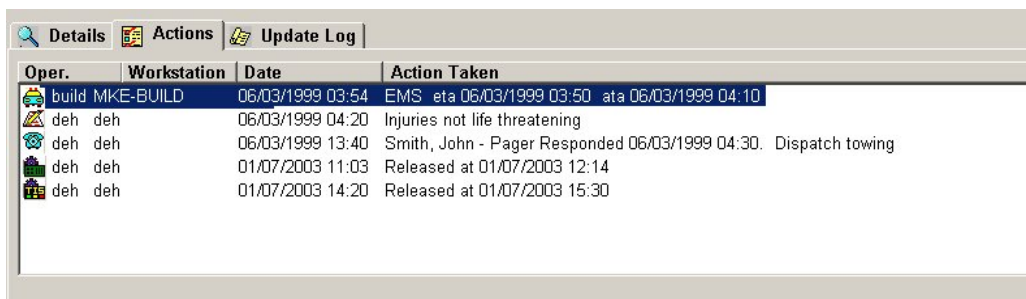 Details Actions Update Log
Oper. Workstation Date Action Taken
build MKE-BUILD 06/03/1999 03:54 EMS eta 06/03/1999 03:50 ata 06/03/1999 04:10
deh deh 06/03/1999 04:20 Injuries not life threatening
deh deh 06/03/1999 13:40 Smith, John - Pager Responded 06/03/1999 04:30. Dispatch towing
deh deh 01/07/2003 11:03 Released at 01/07/2003 12:14
deh deh 01/07/2003 14:20 Released at 01/07/2003 15:30